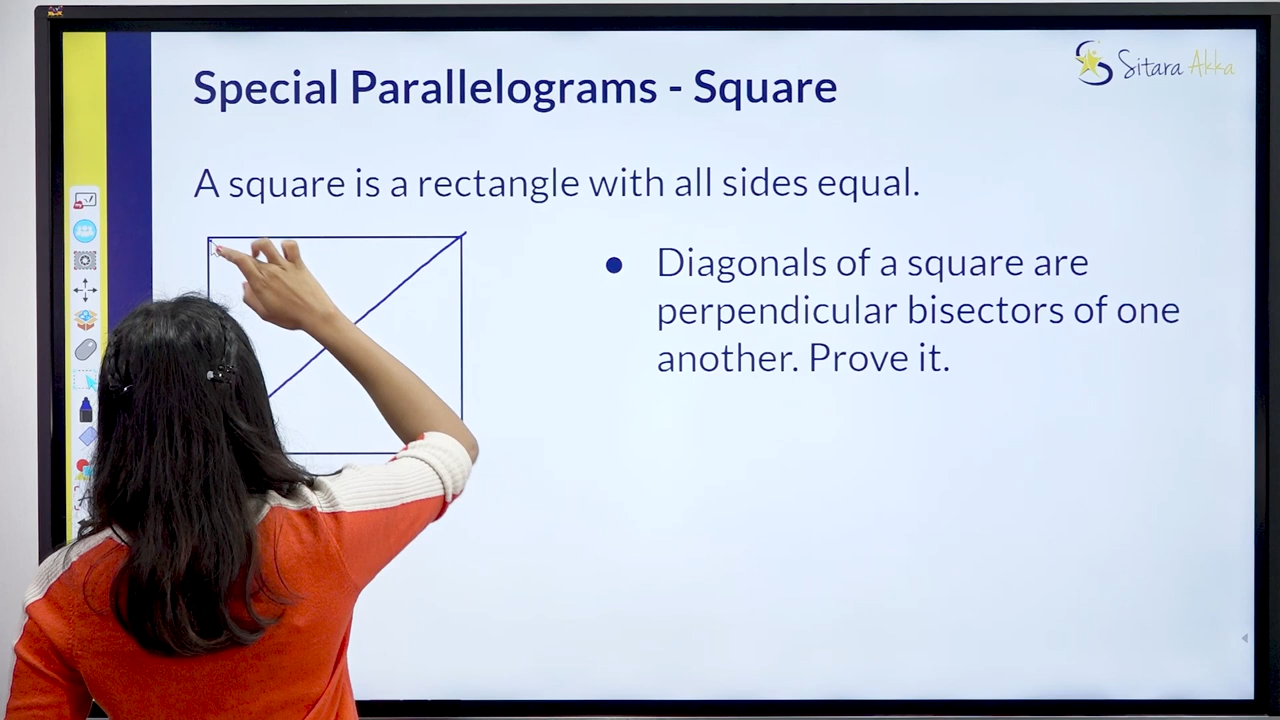 Sitara Akka
Special Parallelograms - Square
A square is a rectangle with all sides equal.
● Diagonals of a square are
perpendicular bisectors of one
another. Prove it.